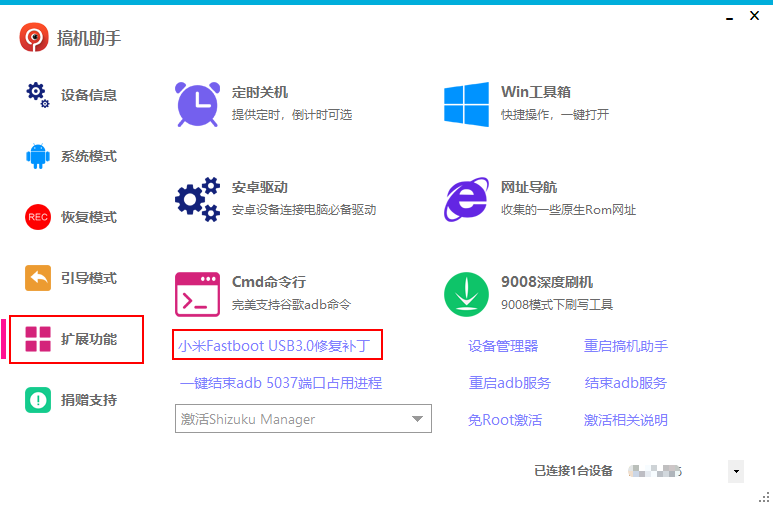 搞机助手
设备信息
系统模式
REC
恢复模式
引导模式
扩展功能
捐赠支持
定时关机
提供定时，倒计时可选
Win工具箱
快捷操作，一键打开
安卓驱动
安卓设备连接电脑必备驱动
网址导航
收集的一些原生Rom网址
Cmd命令行
完美支持谷歌adb命令
9008深度刷机
9008模式下刷写工具
小米Fastboot USB3.0修复补丁
设备管理器
重启搞机助手
一键结束adb 5037端口占用进程
重启adb服务
结束adb服务
激活Shizuku Manager
免Root激活
激活相关说明
已连接1台设备